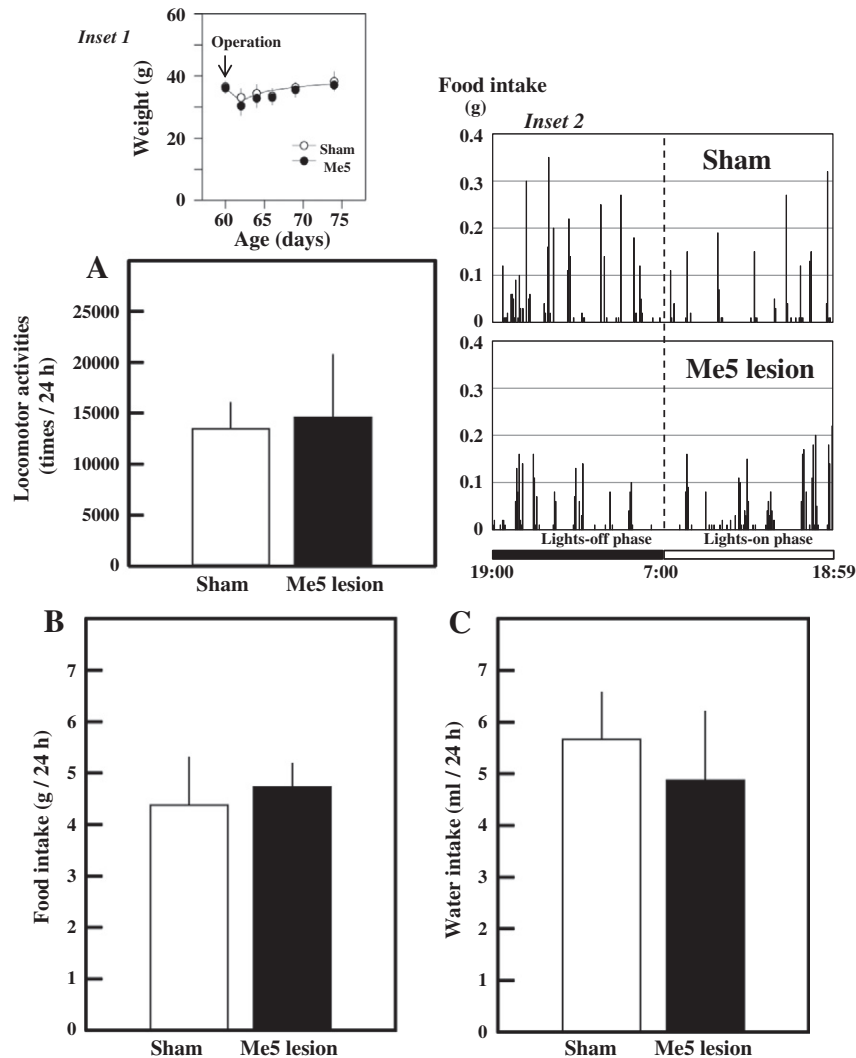 Inset 1
60
40
20
0
Weight (g)
Operation
Sham
Me5
60
65
70
75
Age (days)
Food intake
(g)
Inset 2
0.4
0.3
0.2
0.1
0
Sham
0.4
0.3
0.2
0.1
0
Me5 lesion
Lights-off phase
Lights-on phase
19:00
7:00
18:59
A
25000
20000
15000
10000
5000
0
Locomotor activities
(times / 24 h)
Sham
Me5 lesion
B
7
6
5
4
3
2
1
0
Food intake (g / 24 h)
Sham
Me5 lesion
C
7
6
5
4
3
2
1
0
Water intake (ml / 24 h)
Sham
Me5 lesion